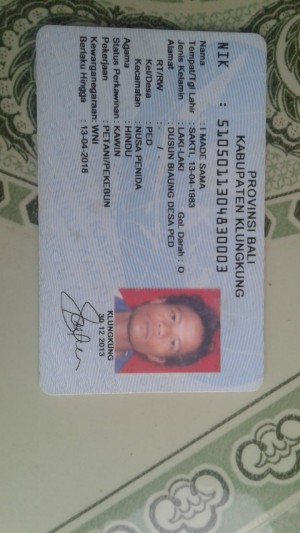 PROVINSI BALI
KABUPATEN KLUNGKUNG
NIK : 5105011304830003
Nama : I MADE SAMA
Tempat/Tgl Lahir : SAKTI, 13-04-1983
Jenis Kelamin : LAKI-LAKI Gol. Darah : O
Alamat : DUSUN BIAUNG DESA PED
RT/RW : /
Kel/Desa : PED
Kecamatan : NUSA PENIDA
Agama : HINDU
Status Perkawinan : KAWIN
Pekerjaan : PETANI/PEKEBUN
Kewarganegaraan: WNI
Berlaku Hingga : 13-04-2018
KLUNGKUNG
30-12-2013